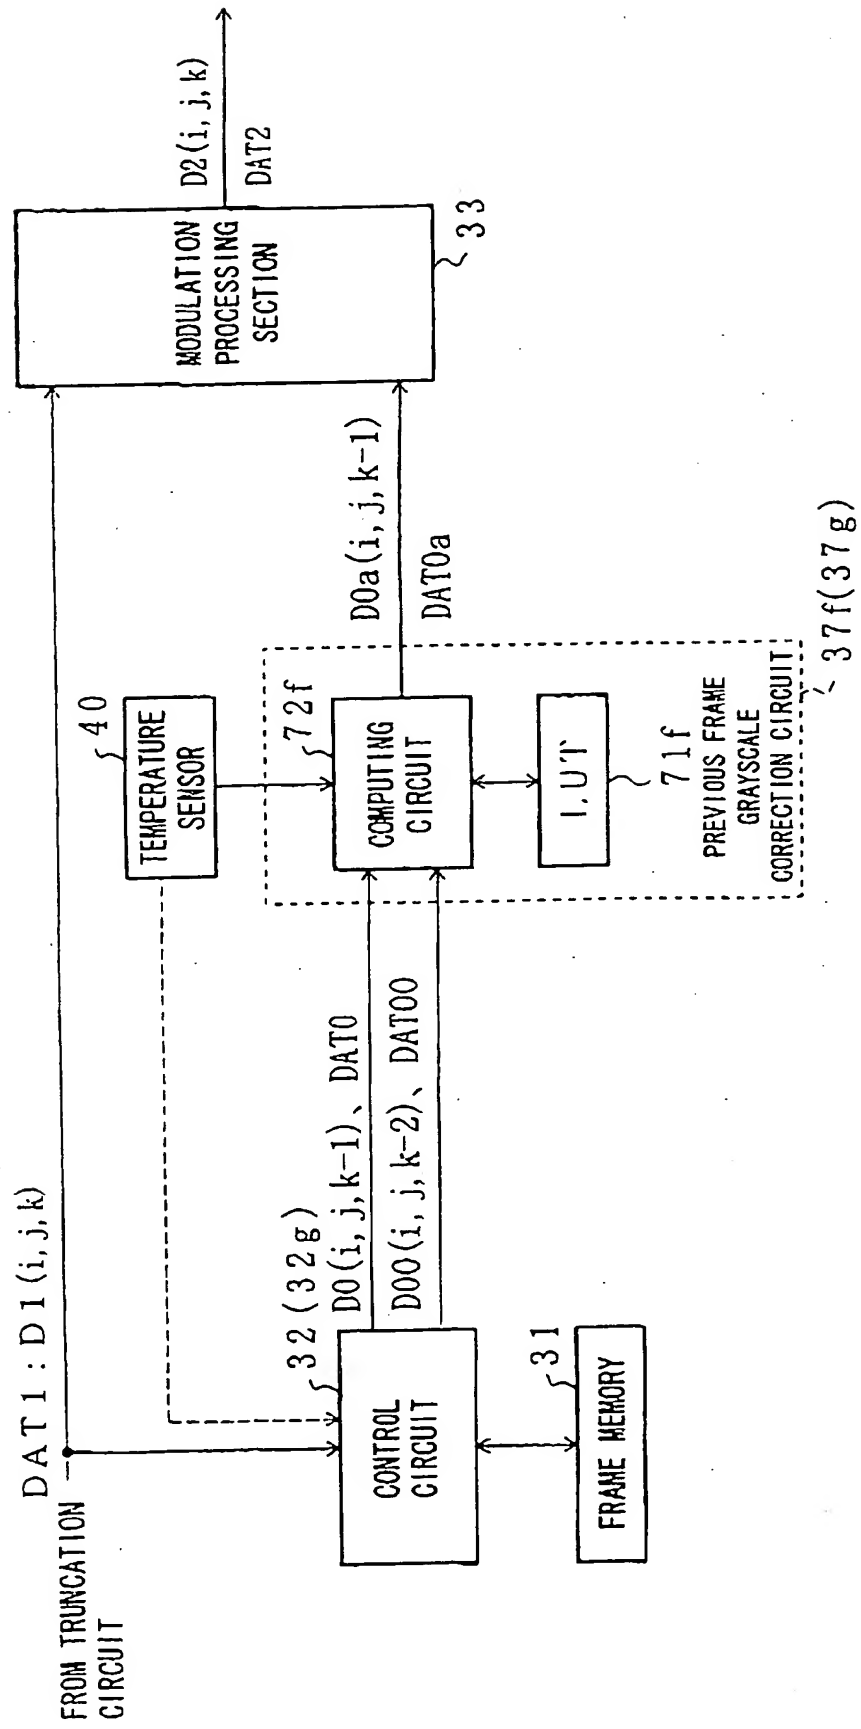 FROM TRUNCATION
CIRCUIT
DAT1:D1(i,j,k)
CONTROL
CIRCUIT
32(32g)
FRAME MEMORY
31
D0(i,j,k-1)、DAT0
D00(i,j,k-2)、DAT00
TEMPERATURE
SENSOR
40
COMPUTING
CIRCUIT
72f
LUT
71f
PREVIOUS FRAME
GRAYSCALE
CORRECTION CIRCUIT
37f(37g)
D0a(i,j,k-1)
DAT0a
MODULATION
PROCESSING
SECTION
33
D2(i,j,k)
DAT2